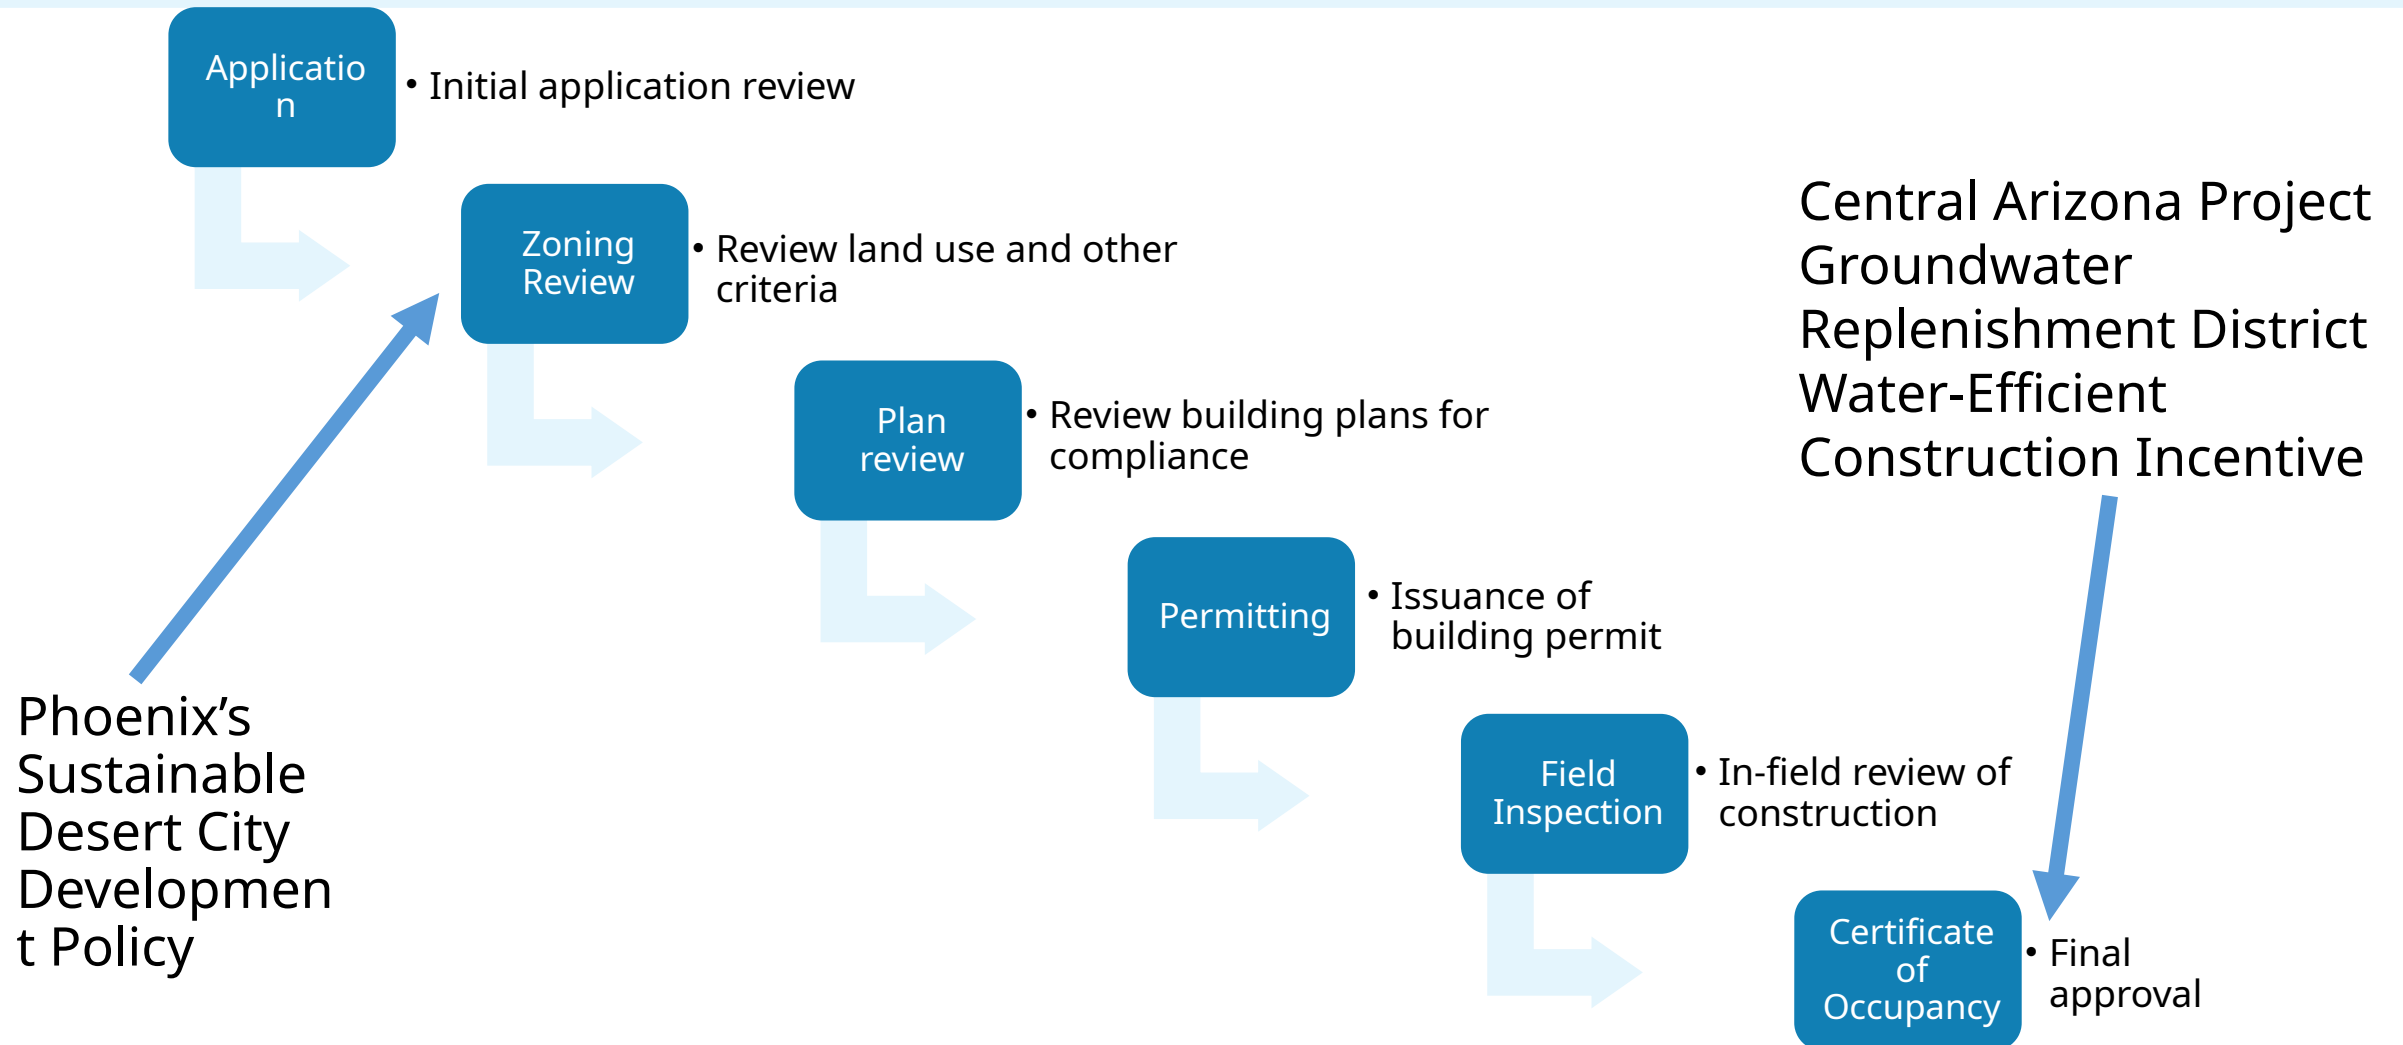 Applicatio
n
• Initial application review
Zoning
Review
• Review land use and other
criteria
Central Arizona Project
Groundwater
Replenishment District
Water-Efficient
Construction Incentive
Plan
review
• Review building plans for
compliance
Permitting
• Issuance of
building permit
Phoenix’s
Sustainable
Desert City
Developmen
t Policy
Field
Inspection
• In-field review of
construction
Certificate
of
Occupancy
• Final
approval